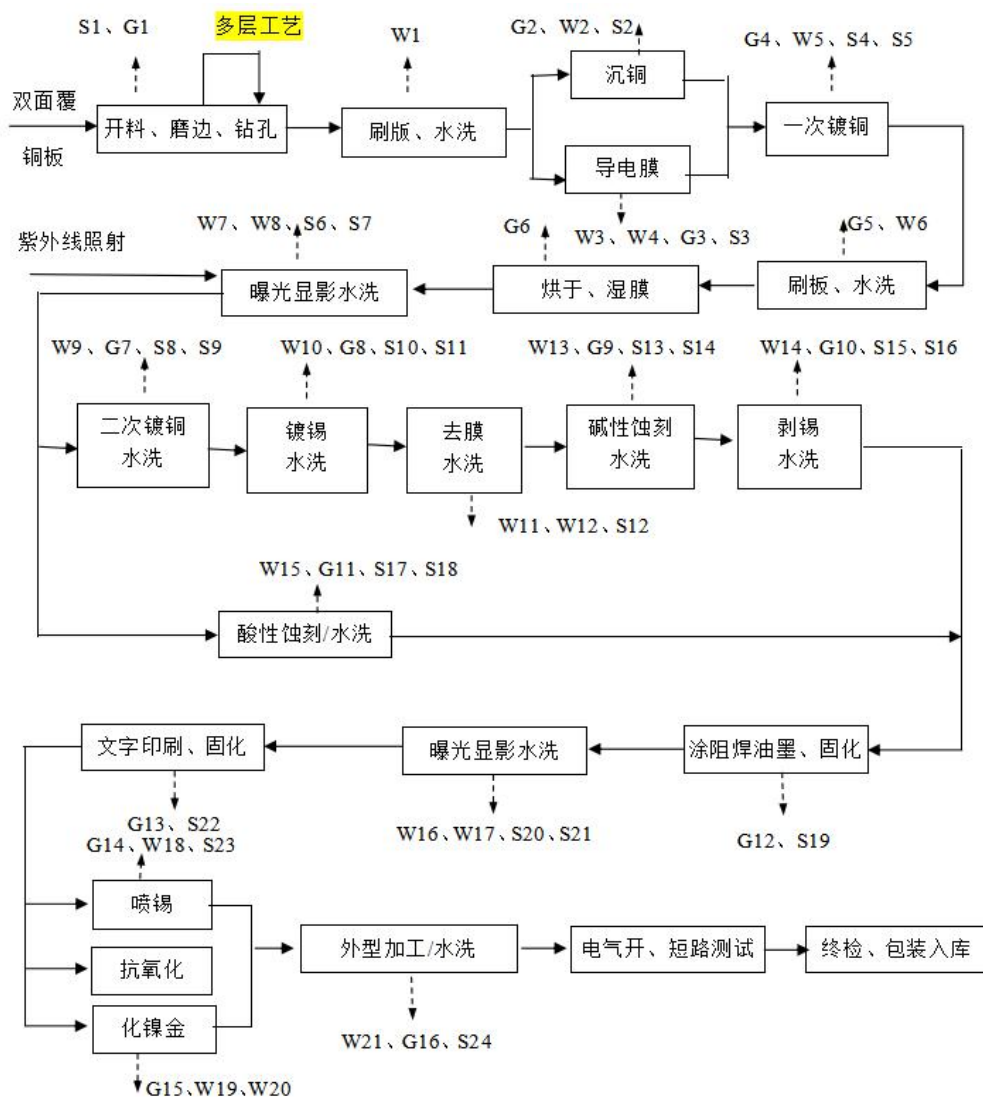 S1、G1
多层工艺
W1
G2、W2、S2
G4、W5、S4、S5
双面覆
铜板
开料、磨边、钻孔
刷版、水洗
沉铜
导电膜
一次镀铜
W3、W4、G3、S3
W7、W8、S6、S7
G6
G5、W6
紫外线照射
曝光显影水洗
烘于、湿膜
刷板、水洗
W9、G7、S8、S9
W10、G8、S10、S11
W13、G9、S13、S14
W14、G10、S15、S16
二次镀铜
水洗
镀锡
水洗
去膜
水洗
碱性蚀刻
水洗
剥锡
水洗
W11、W12、S12
W15、G11、S17、S18
酸性蚀刻/水洗
文字印刷、固化
曝光显影水洗
涂阻焊油墨、固化
G13、S22
W16、W17、S20、S21
G12、S19
G14、W18、S23
喷锡
抗氧化
化镍金
外型加工/水洗
电气开、短路测试
终检、包装入库
W21、G16、S24
G15、W19、W20